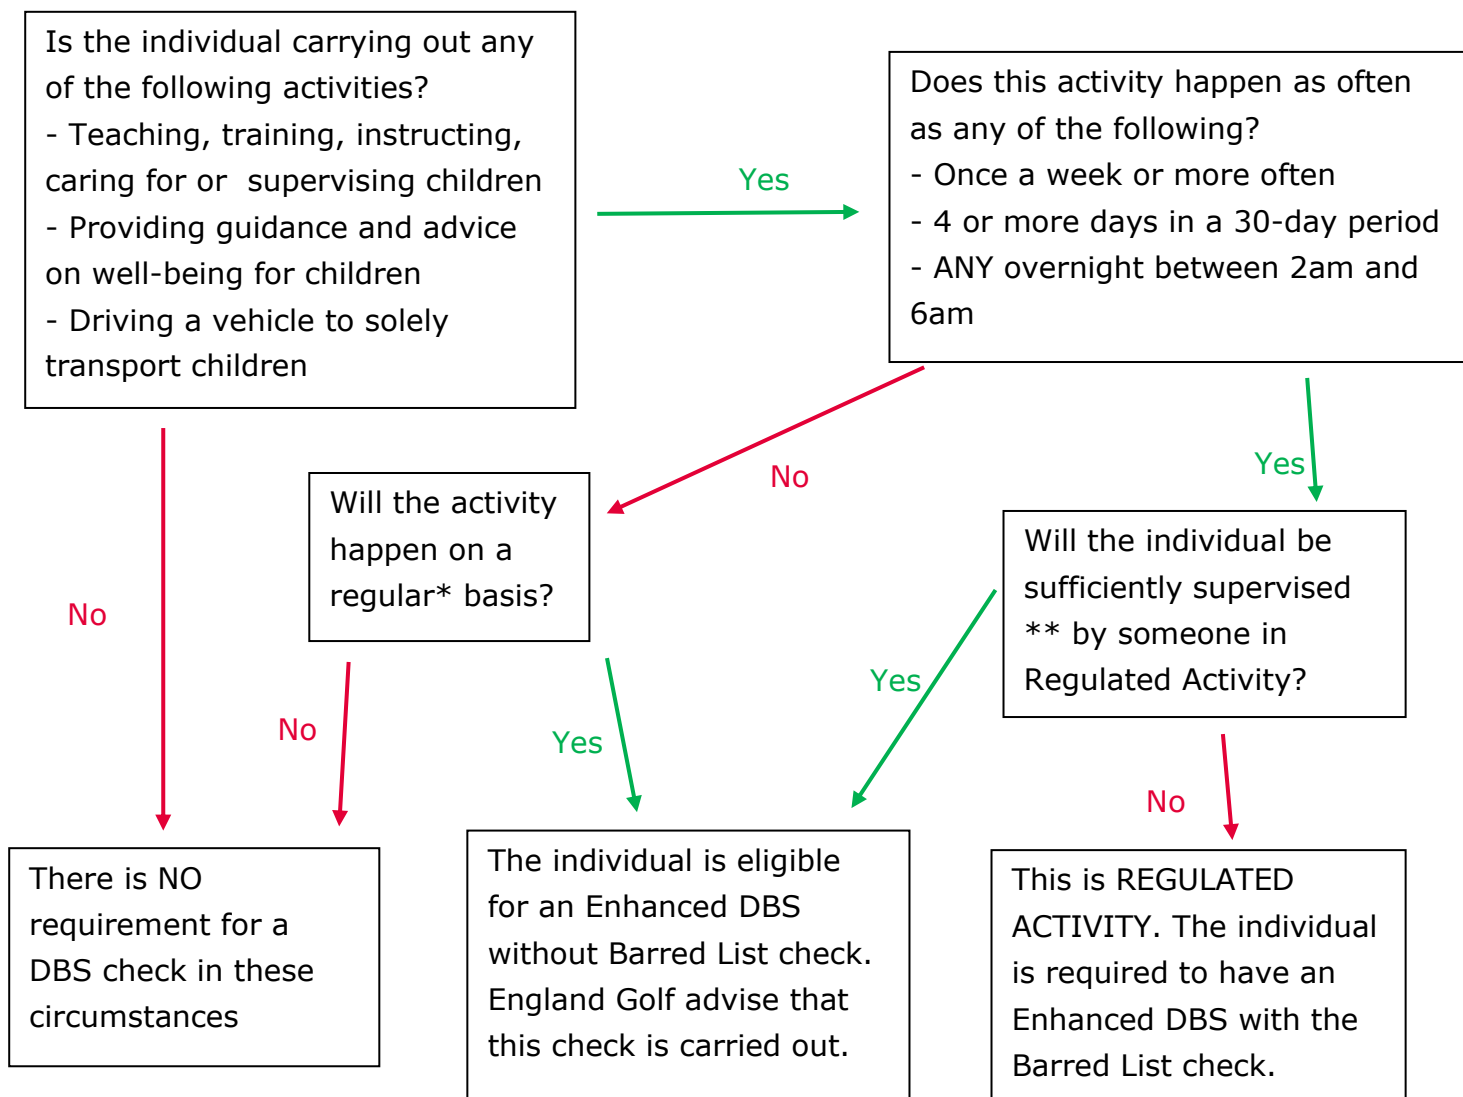 Is the individual carrying out any
of the following activities?
- Teaching, training, instructing,
caring for or  supervising children
- Providing guidance and advice
on well-being for children
- Driving a vehicle to solely
transport children
Yes
Does this activity happen as often
as any of the following?
- Once a week or more often
- 4 or more days in a 30-day period
- ANY overnight between 2am and
6am
No
Will the activity
happen on a
regular* basis?
No
Yes
Will the individual be
sufficiently supervised
** by someone in
Regulated Activity?
No
Yes
Yes
No
There is NO
requirement for a
DBS check in these
circumstances
The individual is eligible
for an Enhanced DBS
without Barred List check.
England Golf advise that
this check is carried out.
This is REGULATED
ACTIVITY. The individual
is required to have an
Enhanced DBS with the
Barred List check.